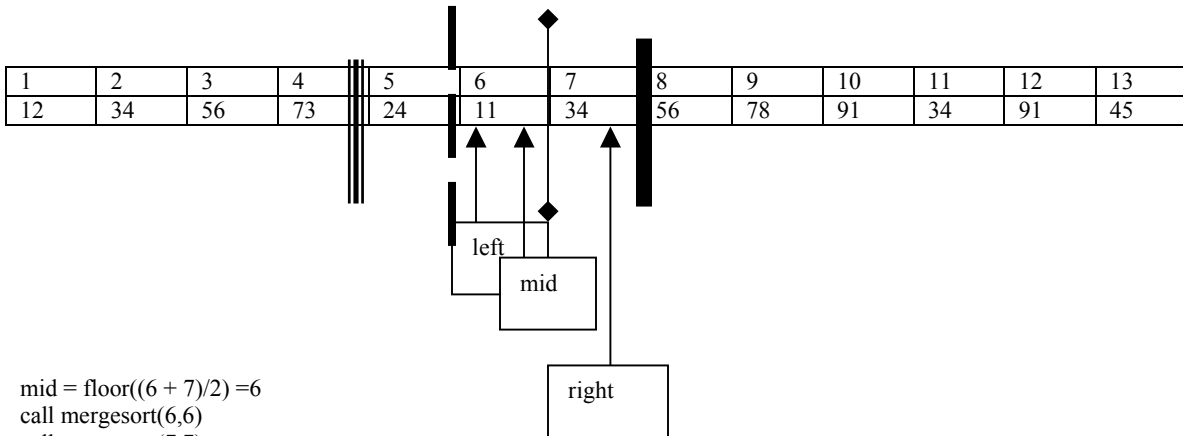 1 2 3 4 5 6 7 8 9 10 11 12 13
12 34 56 73 24 11 34 56 78 91 34 91 45
left
mid
right
mid = floor((6 + 7)/2) =6
call mergesort(6,6)